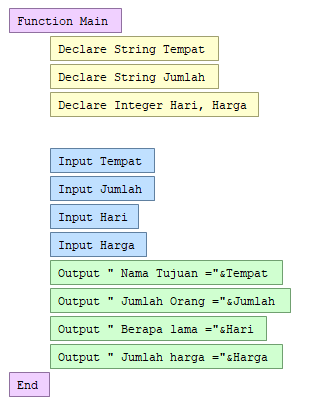 Function Main
Declare String Tempat
Declare String Jumlah
Declare Integer Hari, Harga
Input Tempat
Input Jumlah
Input Hari
Input Harga
Output " Nama Tujuan ="&Tempat
Output " Jumlah Orang ="&Jumlah
Output " Berapa lama ="&Hari
Output " Jumlah harga ="&Harga
End